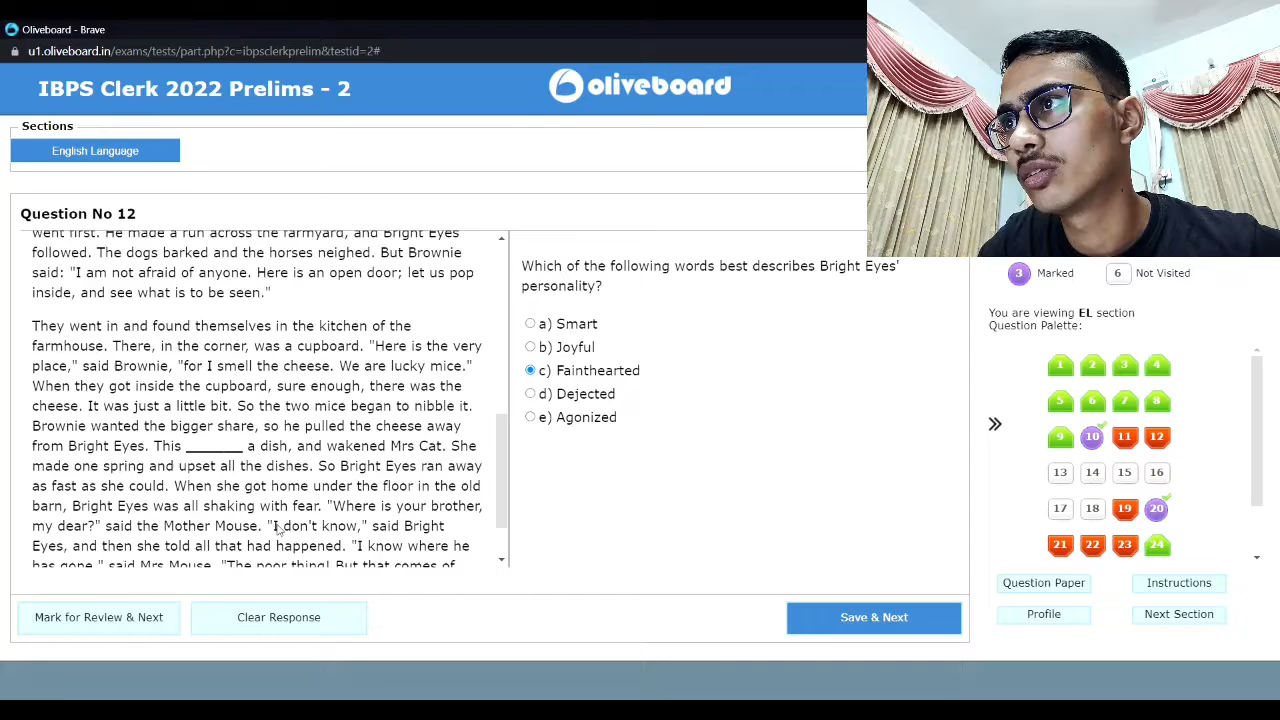 Oliveboard - Brave
u1.oliveboard.in/exams/tests/part.php?c=ibpsclerkprelim&testid=2#
IBPS Clerk 2022 Prelims - 2
oliveboard
Sections
English Language
Question No 12
went first. He made a run across the farmyard, and Bright Eyes
followed. The dogs barked and the horses neighed. But Brownie
said: "I am not afraid of anyone. Here is an open door; let us pop
inside, and see what is to be seen."
They went in and found themselves in the kitchen of the
farmhouse. There, in the corner, was a cupboard. "Here is the very
place," said Brownie, "for I smell the cheese. We are lucky mice."
When they got inside the cupboard, sure enough, there was the
cheese. It was just a little bit. So the two mice began to nibble it.
Brownie wanted the bigger share, so he pulled the cheese away
from Bright Eyes. This _______ a dish, and wakened Mrs Cat. She
made one spring and upset all the dishes. So Bright Eyes ran away
as fast as she could. When she got home under the floor in the old
barn, Bright Eyes was all shaking with fear. "Where is your brother,
my dear?" said the Mother Mouse. "I don't know," said Bright
Eyes, and then she told all that had happened. "I know where he
has gone," said Mrs Mouse. "The poor thing! But that comes of
Which of the following words best describes Bright Eyes'
personality?
a) Smart
b) Joyful
c) Fainthearted
d) Dejected
e) Agonized
Mark for Review & Next
Clear Response
Save & Next
3 Marked 6 Not Visited
You are viewing EL section
Question Palette:
1 2 3 4
5 6 7 8
9 10 11 12
13 14 15 16
17 18 19 20
21 22 23 24
Question Paper
Instructions
Profile
Next Section